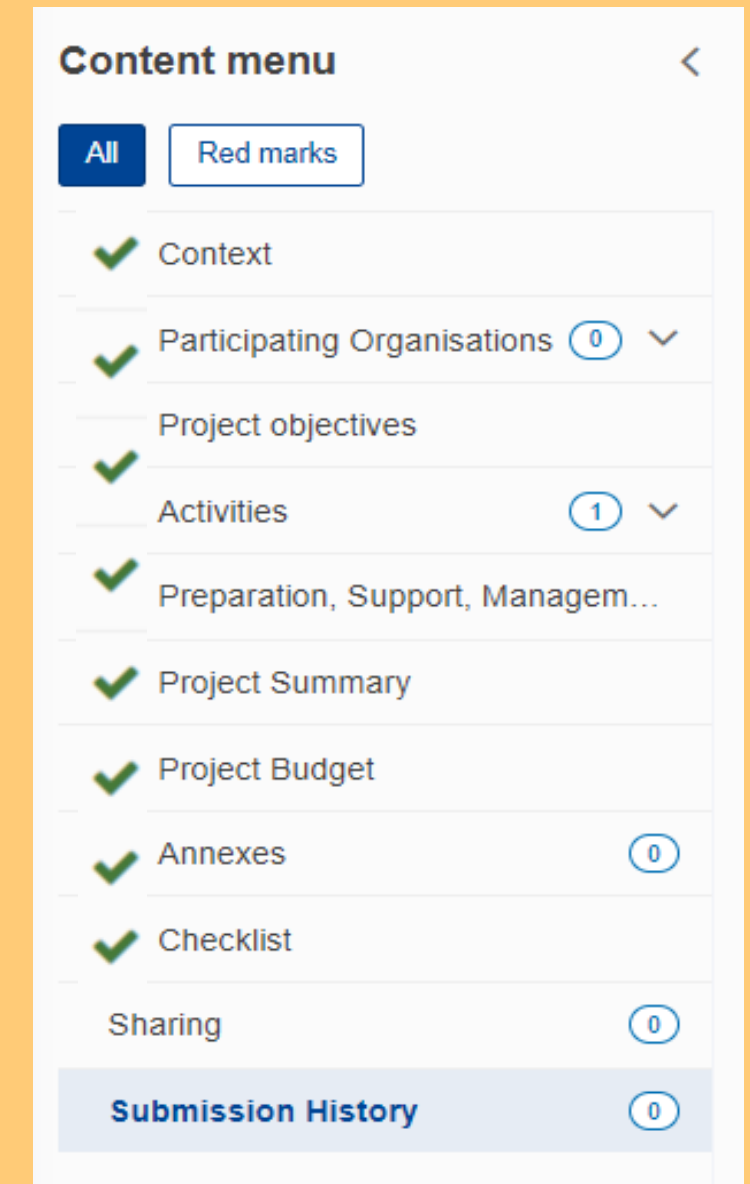 Content menu
All Red marks
Context
Participating Organisations 0
Project objectives
Activities 1
Preparation, Support, Managem...
Project Summary
Project Budget
Annexes 0
Checklist
Sharing 0
Submission History 0